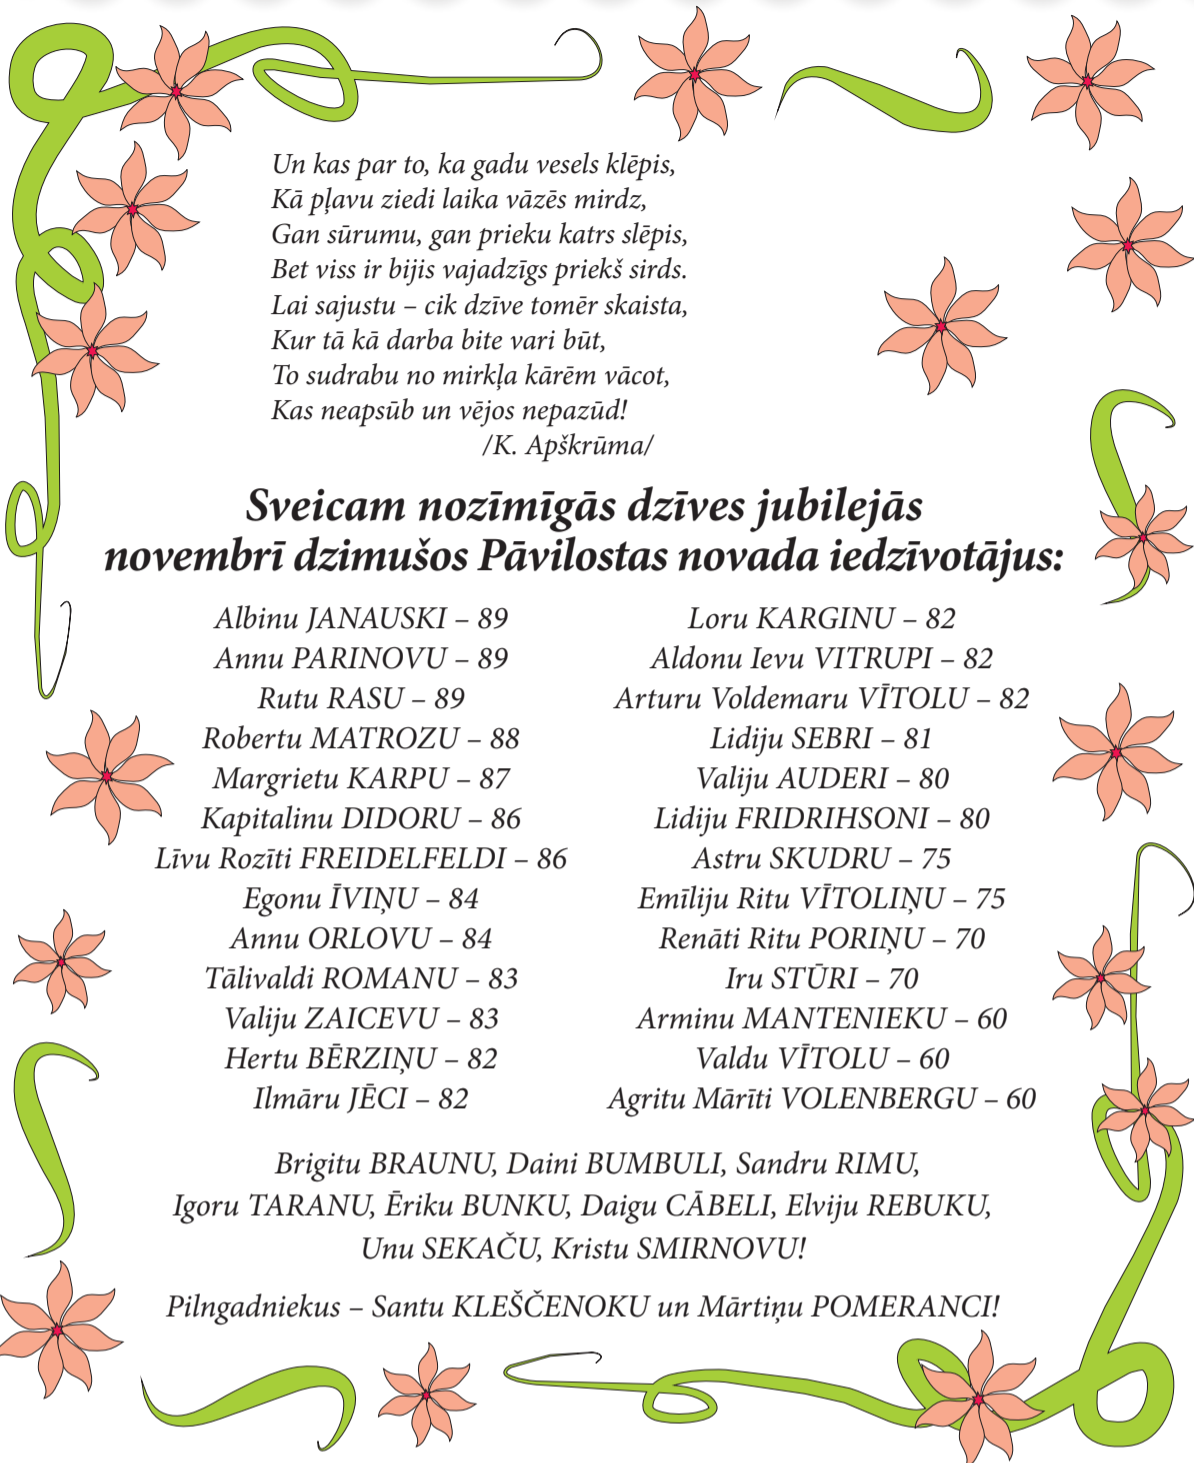 Un kas par to, ka gadu vesels klēpis,
Kā pļavu ziedi laika vāzēs mirdz,
Gan sūrumu, gan prieku katrs slēpis,
Bet viss ir bijis vajadzīgs priekš sirds.
Lai sajustu – cik dzīve tomēr skaista,
Kur tā kā darba bite vari būt,
To sudrabu no mirkļa kārēm vācot,
Kas neapsūb un vējos nepazūd!
/K. Apškrūma/
Sveicam nozīmīgās dzīves jubilejās
novembrī dzimušos Pāvilostas novada iedzīvotājus:
Albinu JANAUSKI – 89
Annu PARINOVU – 89
Rutu RASU – 89
Robertu MATROZU – 88
Margrietu KARPU – 87
Kapitalinu DIDORU – 86
Līvu Rozīti FREIDELFELDI – 86
Egonu ĪVIŅU – 84
Annu ORLOVU – 84
Tālivaldi ROMANU – 83
Valiju ZAICEVU – 83
Hertu BĒRZIŅU – 82
Ilmāru JĒCI – 82
Loru KARGINU – 82
Aldonu Ievu VITRUPI – 82
Arturu Voldemaru VĪTOLU – 82
Lidiju SEBRI – 81
Valiju AUDERI – 80
Lidiju FRIDRIHSONI – 80
Astru SKUDRU – 75
Emīliju Ritu VĪTOLIŅU – 75
Renāti Ritu PORIŅU – 70
Iru STŪRI – 70
Arminu MANTENIEKU – 60
Valdu VĪTOLU – 60
Agritu Mārīti VOLENBERGU – 60
Brigitu BRAUNU, Daini BUMBULI, Sandru RIMU,
Igoru TARANU, Ēriku BUNKU, Daigu CĀBELI, Elviju REBUKU,
Unu SEKAČU, Kristu SMIRNOVU!
Pilngadniekus – Santu KLEŠČENOKU un Mārtiņu POMERANCI!